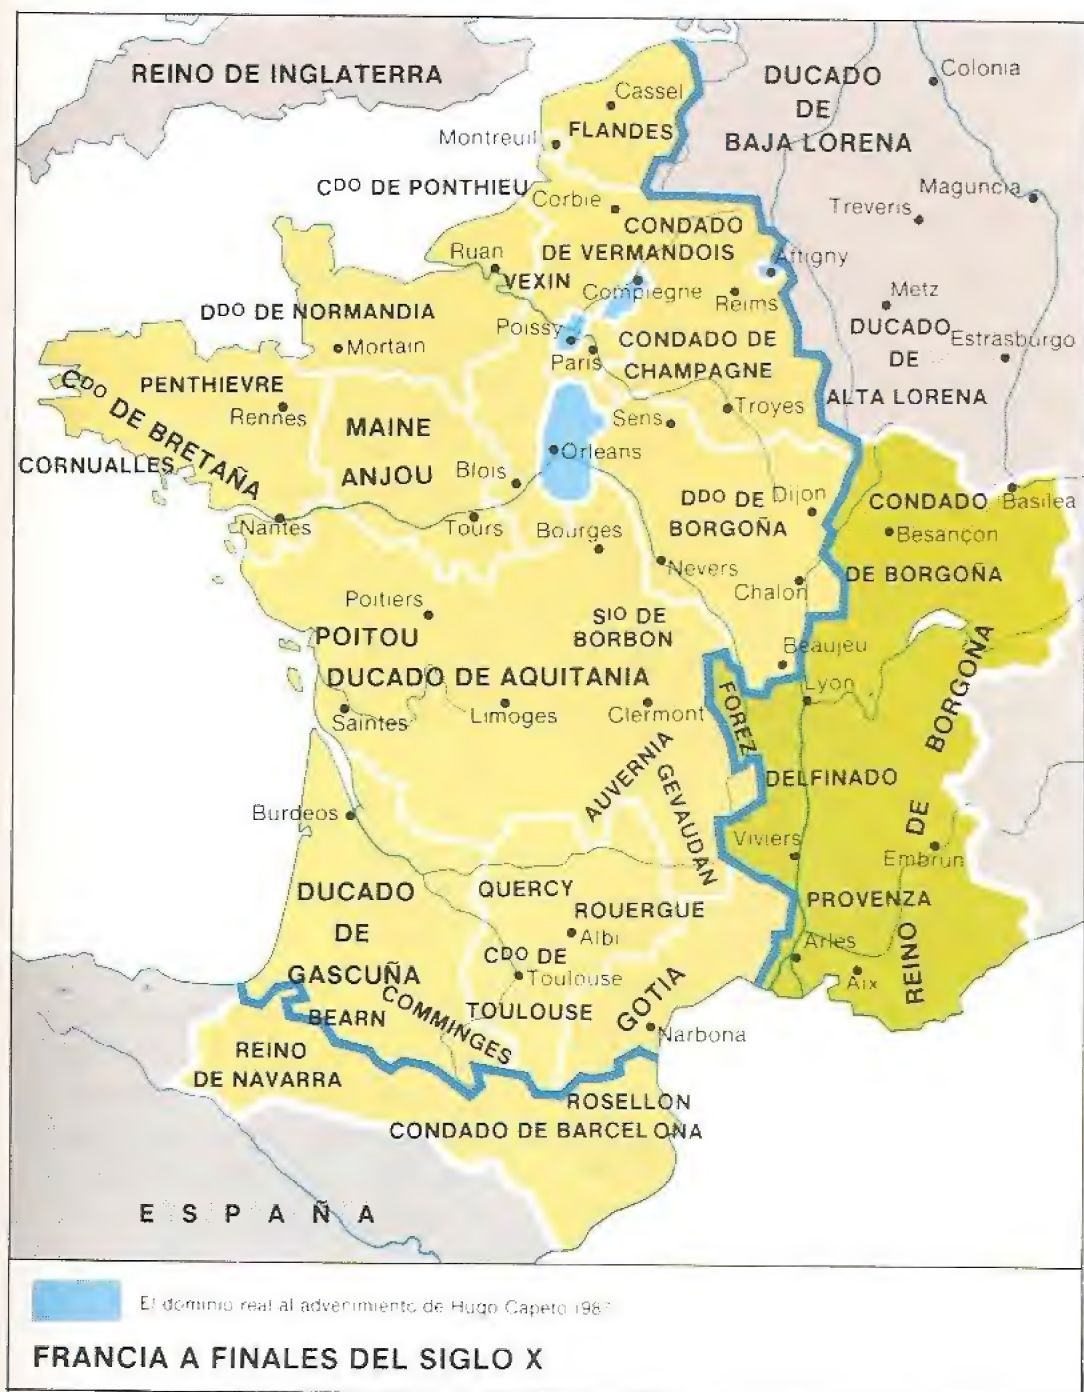 REINO DE INGLATERRA
DUCADO
DE
BAJA LORENA
Colonia
Cassel
FLANDES
Montreuil
CDO DE PONTHIEU
Corbie
Maguncia
Treveris
CONDADO
DE VERMANDOIS
Attigny
Ruan
VEXIN
Compiegne
Reims
Metz
DDO DE NORMANDIA
Poissy
Paris
CONDADO DE
CHAMPAGNE
DUCADO
DE
ALTA LORENA
Estrasburgo
Mortain
PENTHIEVRE
Rennes
CDO DE BRETAÑA
CORNUALLES
MAINE
ANJOU
Sens
Troyes
Orleans
Blois
Nantes
Tours
Bourges
DDO DE
BORGOÑA
Dijon
CONDADO
DE BORGOÑA
Basilea
Besançon
Nevers
Chalon
Poitiers
POITOU
SIO DE
BORBON
Beaujeu
DUCADO DE AQUITANIA
Saintes
Limoges
Clermont
FOREZ
Lyon
REINO DE BORGOÑA
AUVERNIA
GEVAUDAN
DELFINADO
Burdeos
Viviers
Embrun
DUCADO
DE
GASCUÑA
QUERCY
ROUERGUE
Albi
PROVENZA
CDO DE
TOULOUSE
Toulouse
Arles
Aix
BEARN
COMMINGES
GOTIA
Narbona
REINO
DE NAVARRA
ROSELLON
CONDADO DE BARCELONA
ESPAÑA
El dominio real al advenimiento de Hugo Capeto
FRANCIA A FINALES DEL SIGLO X